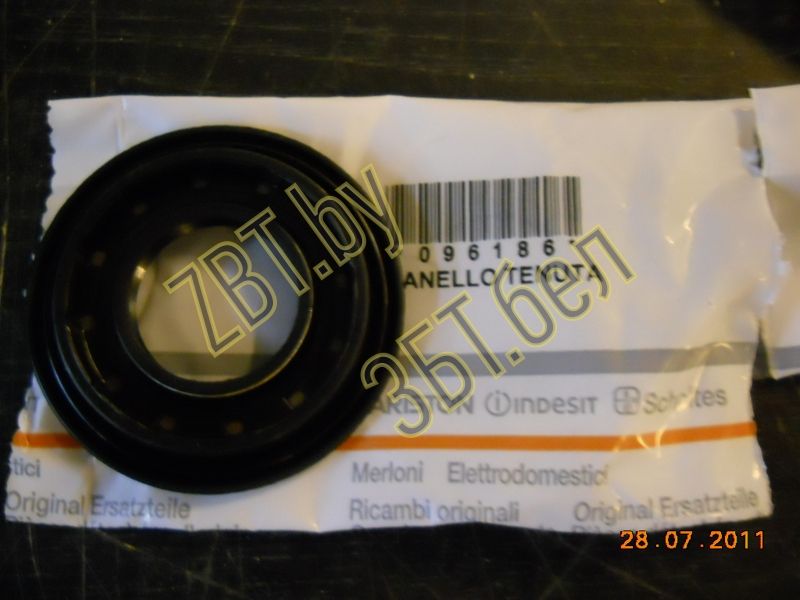 096186
ANELLO TENUTA
ZBT.by
ЗБТ.бел
ARISTON INDESIT Scholtes
stici Merloni Elettrodomestici
Original Ersatzteile Ricambi originali Original Ersatzteile
28.07.2011